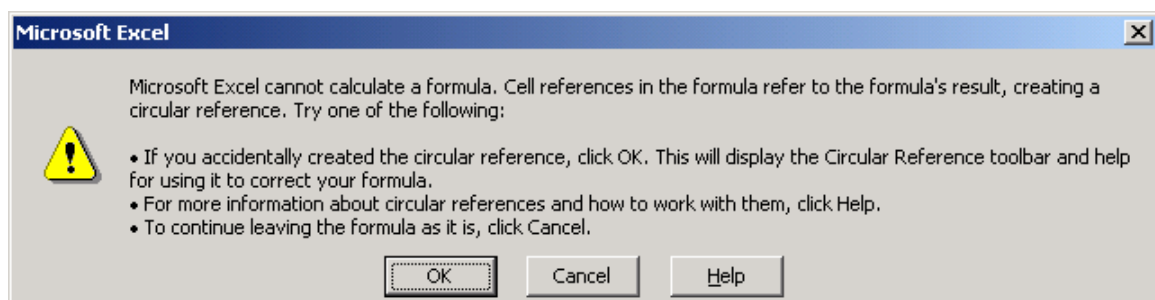 Microsoft Excel
Microsoft Excel cannot calculate a formula. Cell references in the formula refer to the formula's result, creating a
circular reference. Try one of the following:
• If you accidentally created the circular reference, click OK. This will display the Circular Reference toolbar and help
for using it to correct your formula.
• For more information about circular references and how to work with them, click Help.
• To continue leaving the formula as it is, click Cancel.
OK Cancel Help